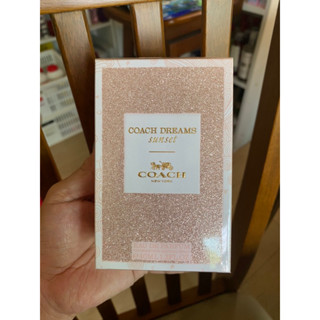 COACH DREAMS
sunset
COACH
NEW YORK